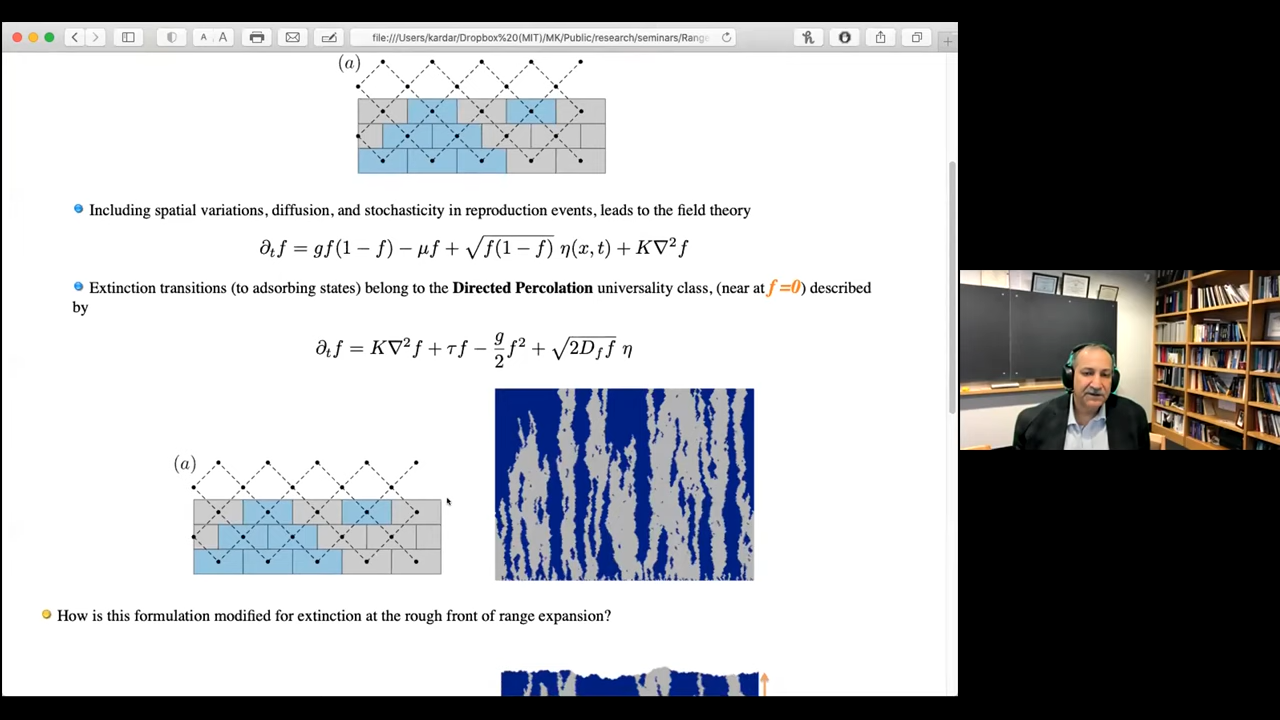 A A
file:///Users/kardar/Dropbox%20(MIT)/MK/Public/research/seminars/Rang
(a)
Including spatial variations, diffusion, and stochasticity in reproduction events, leads to the field theory
∂ₜf = gf(1 − f) − μf + √f(1 − f) η(x, t) + K∇²f
Extinction transitions (to adsorbing states) belong to the Directed Percolation universality class, (near at f =0) described
by
∂ₜf = K∇²f + τf − g/2 f² + √2D_f f η
(a)
How is this formulation modified for extinction at the rough front of range expansion?